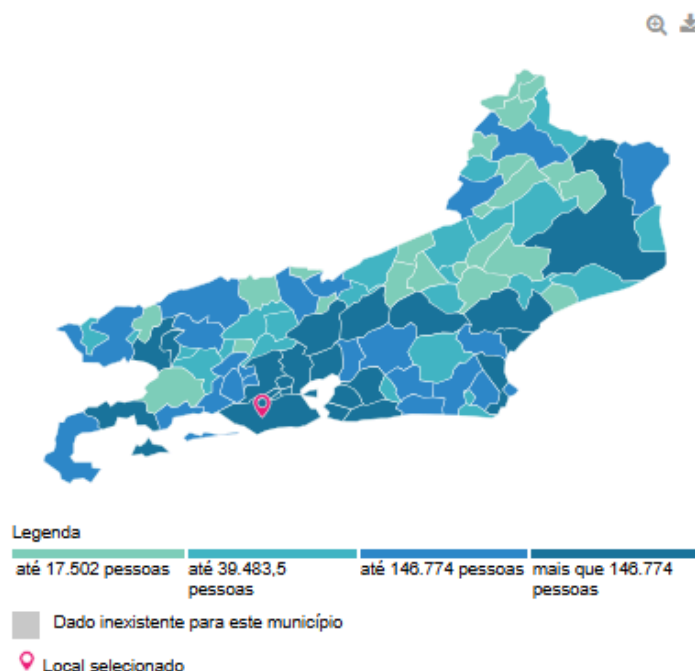 Legenda
até 17.502 pessoas
até 39.483,5
pessoas
até 146.774 pessoas
mais que 146.774
pessoas
Dado inexistente para este município
Local selecionado